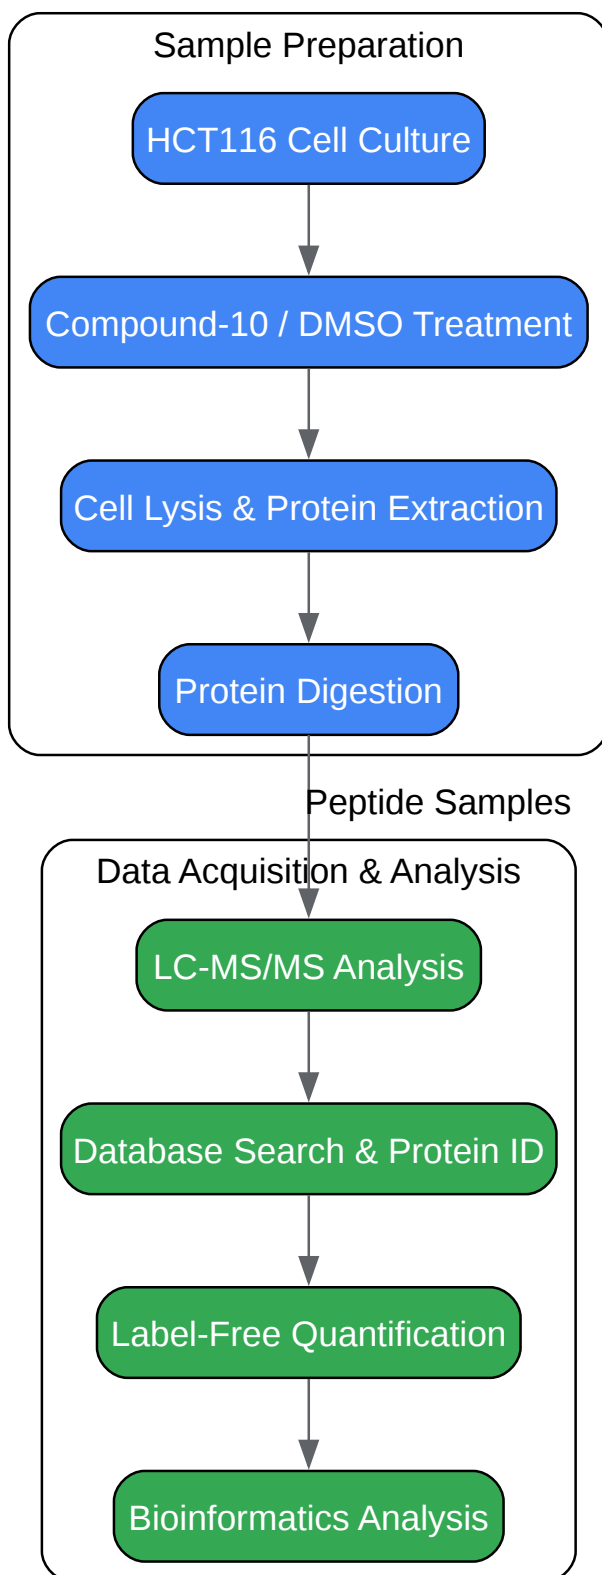 Sample Preparation
HCT116 Cell Culture
Compound-10 / DMSO Treatment
Cell Lysis & Protein Extraction
Protein Digestion
Peptide Samples
Data Acquisition & Analysis
LC-MS/MS Analysis
Database Search & Protein ID
Label-Free Quantification
Bioinformatics Analysis